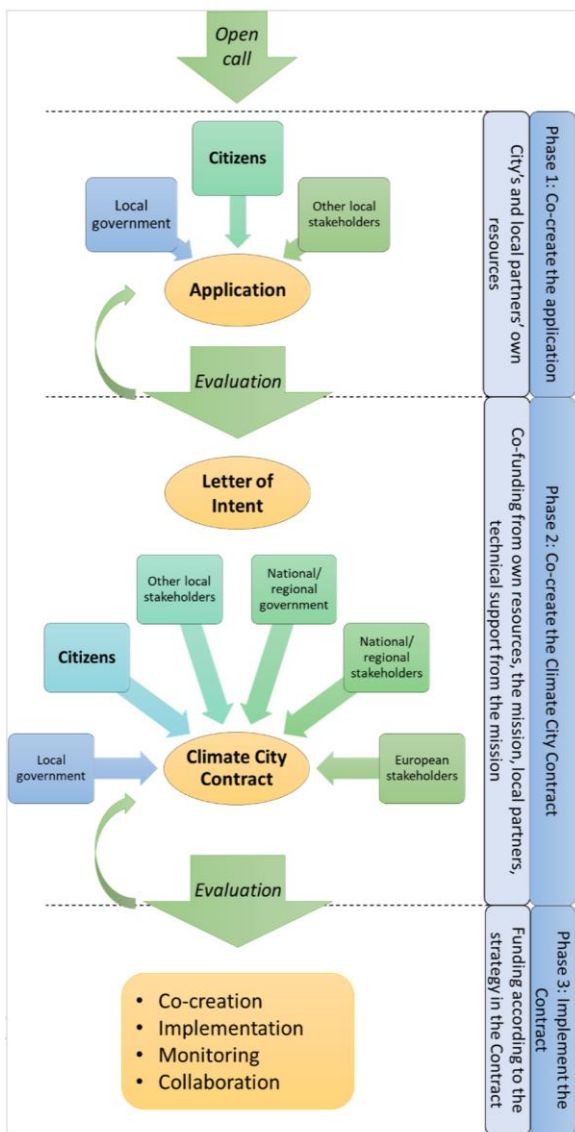 Open
call
Citizens
Local
government
Other local
stakeholders
Application
Evaluation
Phase 1: Co-create the application
City's and local partners' own
resources
Letter of
Intent
Other local
stakeholders
National/
regional
government
Citizens
National/
regional
stakeholders
Local
government
Climate City
Contract
European
stakeholders
Evaluation
Phase 2: Co-create the Climate City Contract
Co-funding from own resources, the mission, local partners,
technical support from the mission
• Co-creation
• Implementation
• Monitoring
• Collaboration
Phase 3: Implement the
Contract
Funding according to the
strategy in the Contract